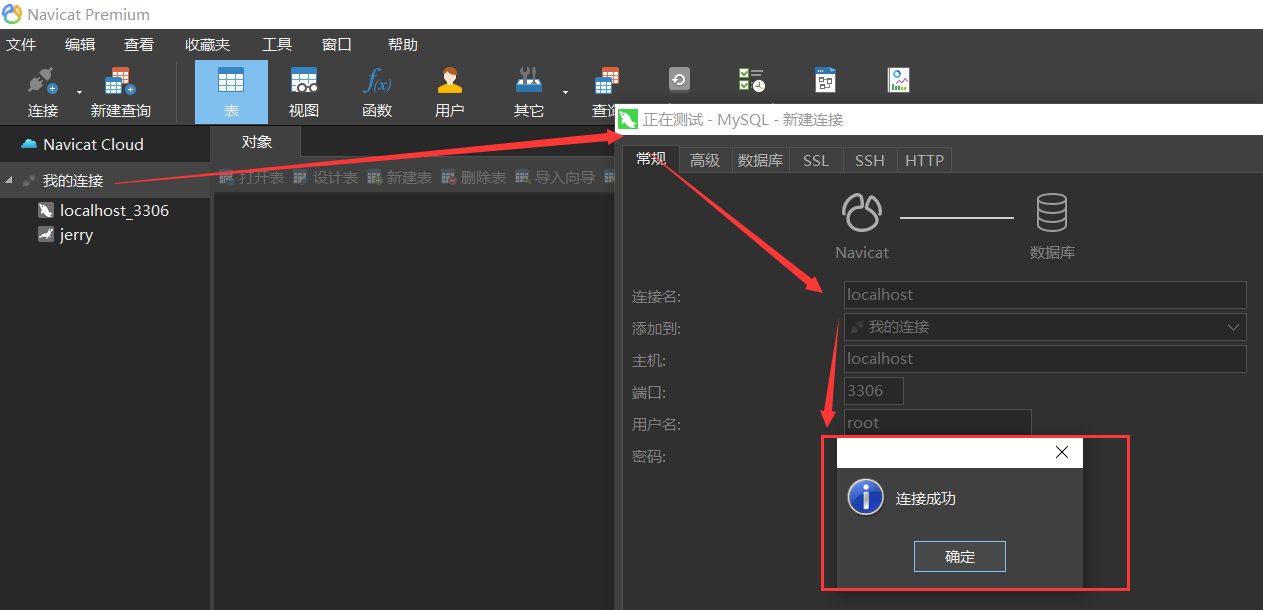 Navicat Premium
文件 编辑 查看 收藏夹 工具 窗口 帮助
连接 新建查询 表 视图 函数 用户 其它
正在测试 - MySQL - 新建连接
Navicat Cloud
对象
常规 高级 数据库 SSL SSH HTTP
我的连接
打开表 设计表 新建表 删除表 导入向导
localhost_3306
jerry
Navicat
数据库
连接名: localhost
添加到: 我的连接
主机: localhost
端口: 3306
用户名: root
密码:
连接成功
确定